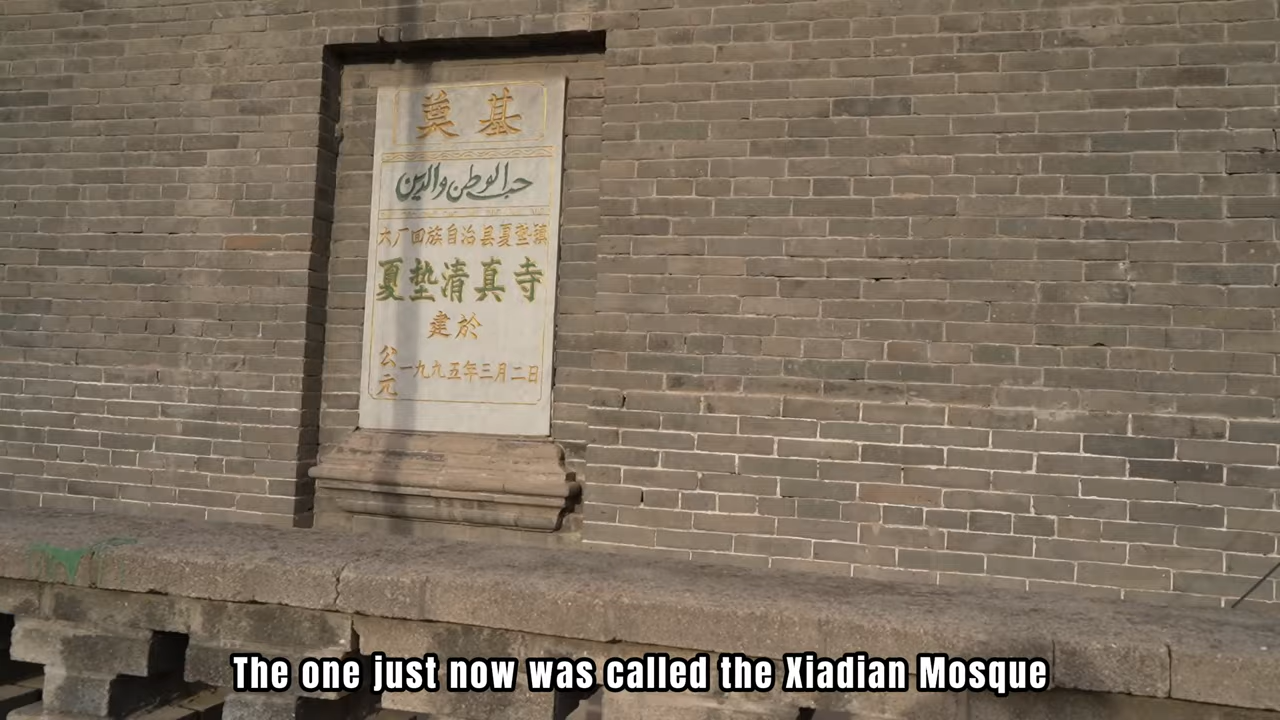 奠基
حب الوطن والدين
大厂回族自治县夏垫镇
夏垫清真寺
建於
公元一九九五年三月二日
The one just now was called the Xiadian Mosque